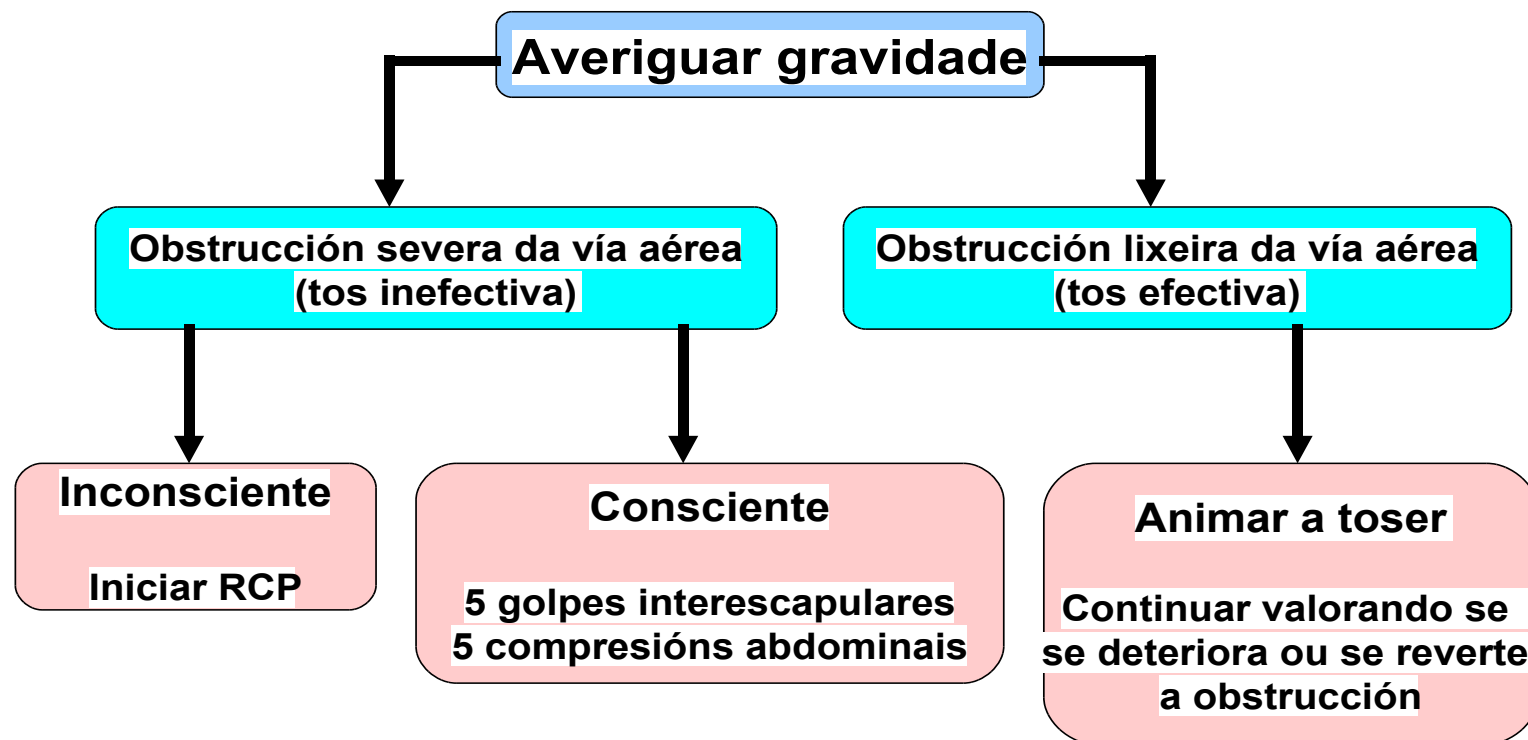 Averiguar gravidade
Obstrucción severa da vía aérea
(tos inefectiva)
Obstrucción lixeira da vía aérea
(tos efectiva)
Inconsciente
Iniciar RCP
Consciente
5 golpes interescapulares
5 compresións abdominais
Animar a toser
Continuar valorando se
se deteriora ou se reverte
a obstrucción